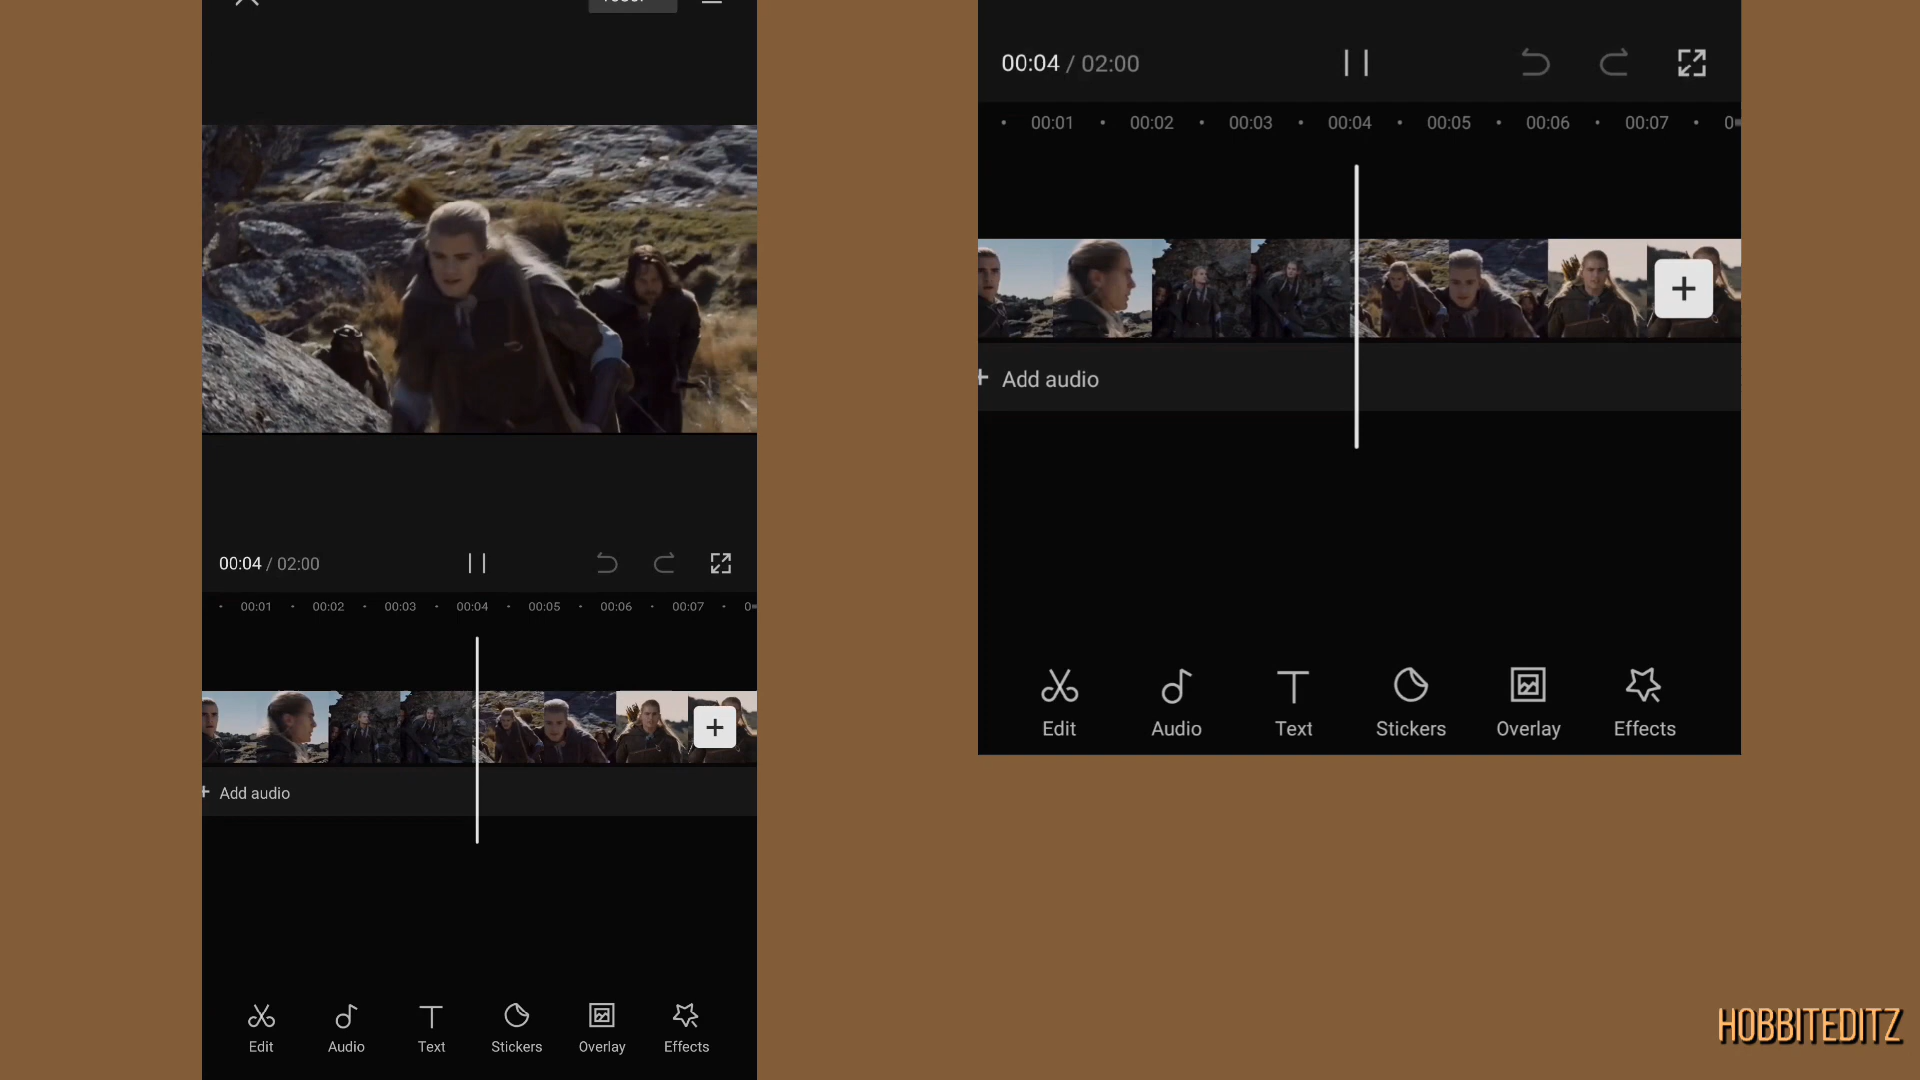 00:04 / 02:00
00:01 00:02 00:03 00:04 00:05 00:06 00:07
Add audio
Edit Audio Text Stickers Overlay Effects
00:04 / 02:00
00:01 00:02 00:03 00:04 00:05 00:06 00:07
Add audio
Edit Audio Text Stickers Overlay Effects
HOBBITEDITZ